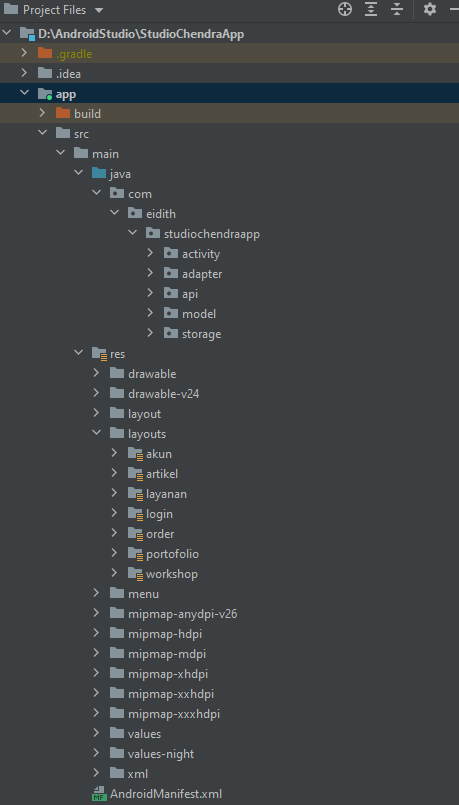 Project Files
D:\AndroidStudio\StudioChendraApp
.gradle
.idea
app
build
src
main
java
com
eidith
studiochendraapp
activity
adapter
api
model
storage
res
drawable
drawable-v24
layout
layouts
akun
artikel
layanan
login
order
portofolio
workshop
menu
mipmap-anydpi-v26
mipmap-hdpi
mipmap-mdpi
mipmap-xhdpi
mipmap-xxhdpi
mipmap-xxxhdpi
values
values-night
xml
MF AndroidManifest.xml